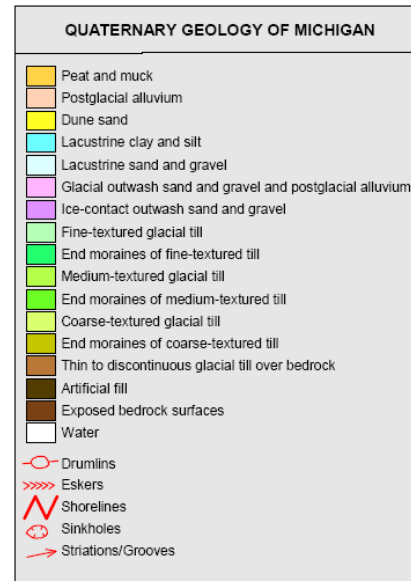 QUATERNARY GEOLOGY OF MICHIGAN
Peat and muck
Postglacial alluvium
Dune sand
Lacustrine clay and silt
Lacustrine sand and gravel
Glacial outwash sand and gravel and postglacial alluvium
Ice-contact outwash sand and gravel
Fine-textured glacial till
End moraines of fine-textured till
Medium-textured glacial till
End moraines of medium-textured till
Coarse-textured glacial till
End moraines of coarse-textured till
Thin to discontinuous glacial till over bedrock
Artificial fill
Exposed bedrock surfaces
Water
Drumlins
Eskers
Shorelines
Sinkholes
Striations/Grooves